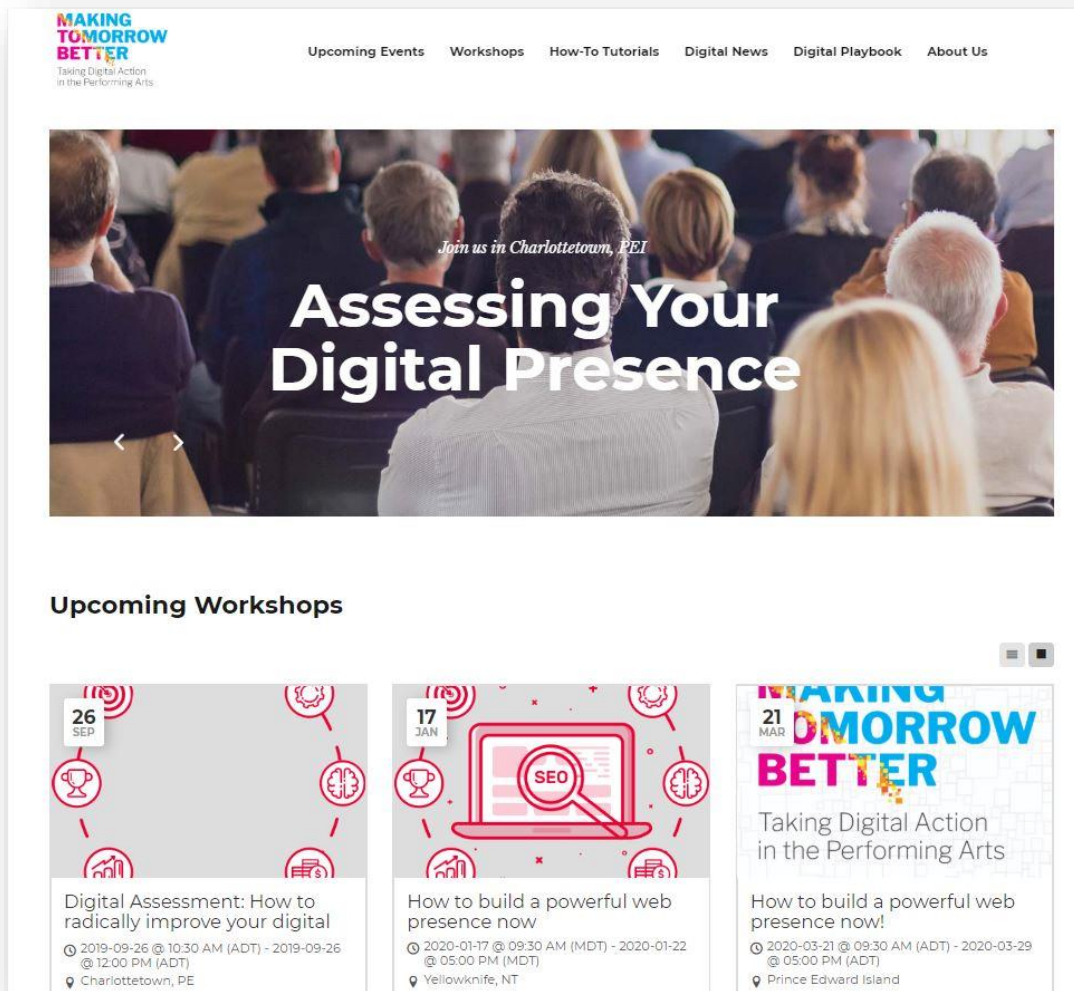 MAKING
TOMORROW
BETTER
Taking Digital Action
in the Performing Arts
Upcoming Events Workshops How-To Tutorials Digital News Digital Playbook About Us
Join us in Charlottetown, PEI
Assessing Your
Digital Presence
Upcoming Workshops
26
SEP
Digital Assessment: How to
radically improve your digital
2019-09-26 @ 10:30 AM (ADT) - 2019-09-26
@ 12:00 PM (ADT)
Charlottetown, PE
17
JAN
SEO
How to build a powerful web
presence now
2020-01-17 @ 09:30 AM (MDT) - 2020-01-22
@ 05:00 PM (MDT)
Yellowknife, NT
21
MAR
MAKING
TOMORROW
BETTER
Taking Digital Action
in the Performing Arts
How to build a powerful web
presence now!
2020-03-21 @ 09:30 AM (ADT) - 2020-03-29
@ 05:00 PM (ADT)
Prince Edward Island